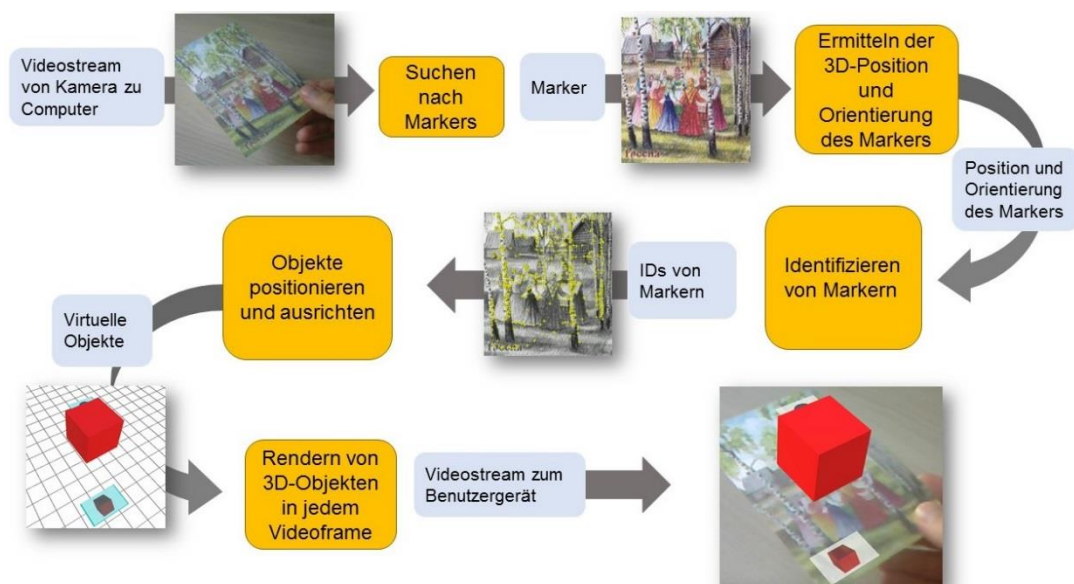 Videostream
von Kamera zu
Computer
Suchen
nach
Markers
Marker
Ermitteln der
3D-Position
und
Orientierung
des Markers
Position und
Orientierung
des Markers
Identifizieren
von Markern
IDs von
Markern
Objekte
positionieren
und ausrichten
Virtuelle
Objekte
Rendern von
3D-Objekten
in jedem
Videoframe
Videostream zum
Benutzergerät